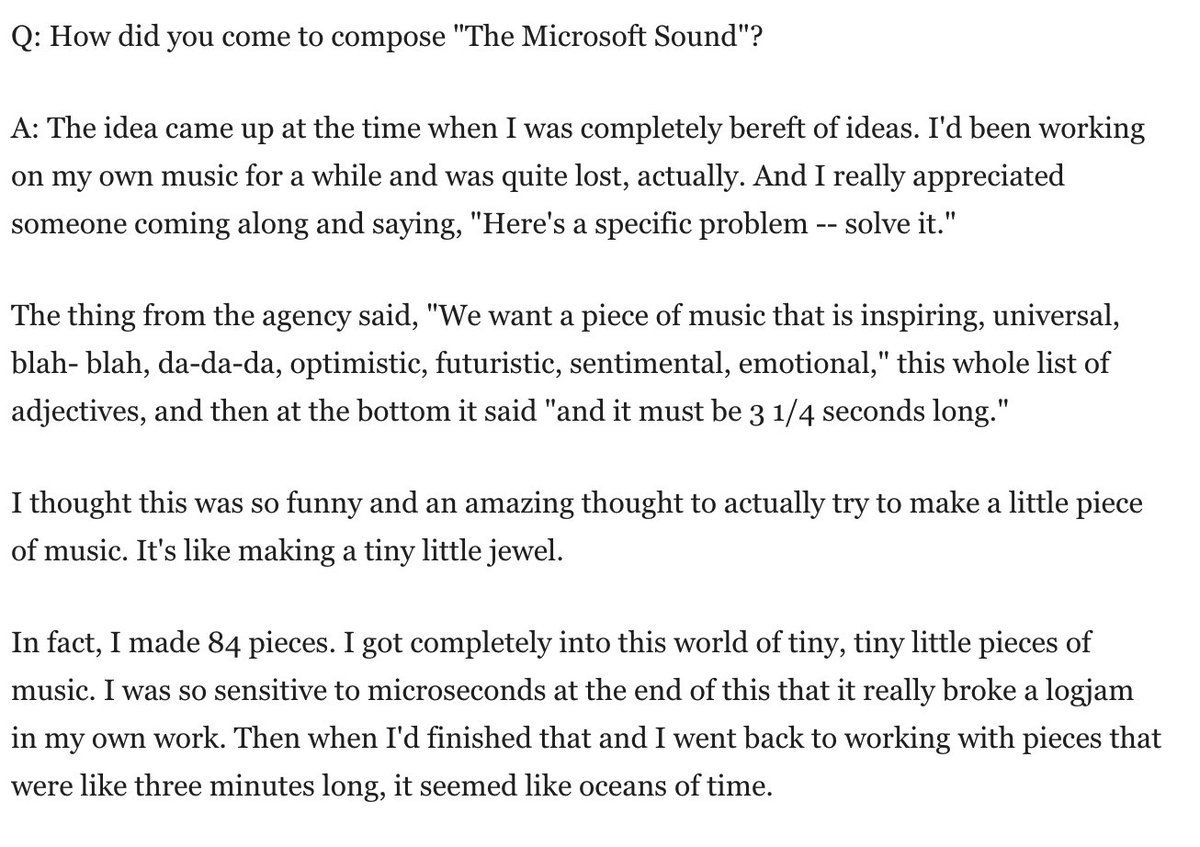 Q: How did you come to compose "The Microsoft Sound"?
A: The idea came up at the time when I was completely bereft of ideas. I'd been working
on my own music for a while and was quite lost, actually. And I really appreciated
someone coming along and saying, "Here's a specific problem -- solve it."
The thing from the agency said, "We want a piece of music that is inspiring, universal,
blah- blah, da-da-da, optimistic, futuristic, sentimental, emotional," this whole list of
adjectives, and then at the bottom it said "and it must be 3 1/4 seconds long."
I thought this was so funny and an amazing thought to actually try to make a little piece
of music. It's like making a tiny little jewel.
In fact, I made 84 pieces. I got completely into this world of tiny, tiny little pieces of
music. I was so sensitive to microseconds at the end of this that it really broke a logjam
in my own work. Then when I'd finished that and I went back to working with pieces that
were like three minutes long, it seemed like oceans of time.